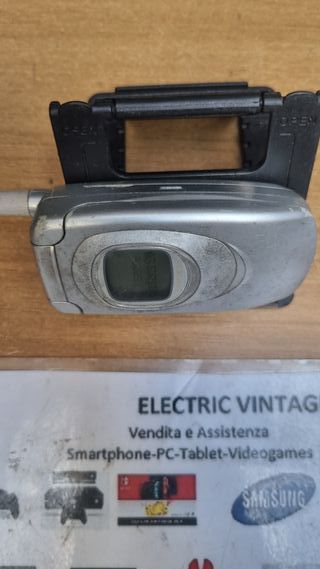 OPEN
OPEN
ELECTRIC VINTAG
Vendita e Assistenza
Smartphone-PC-Tablet-Videogames
SAMSUNG